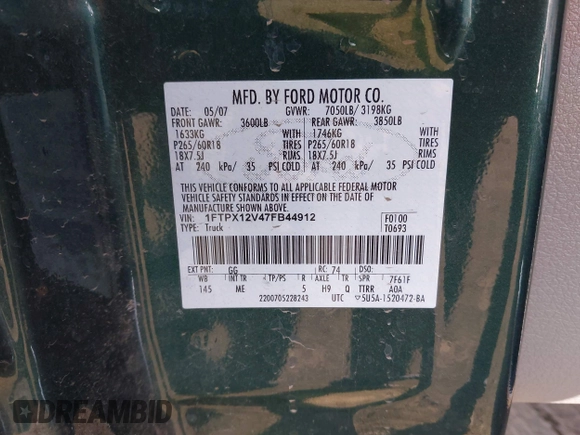 MFD. BY FORD MOTOR CO.
DATE: 05/07 GVWR: 7050LB/ 3198KG
FRONT GAWR: 3600LB REAR GAWR: 3850LB
1633KG WITH 1746KG WITH
P265/60R18 TIRES P265/60R18 TIRES
18X7.5J RIMS 18X7.5J RIMS
AT 240 kPa/ 35 PSI COLD AT 240 kPa/ 35 PSI COLD
THIS VEHICLE CONFORMS TO ALL APPLICABLE FEDERAL MOTOR
VEHICLE SAFETY STANDARDS IN EFFECT ON THE DATE OF
MANUFACTURE SHOWN ABOVE.
VIN: 1FTPX12V47FB44912 F0100
TYPE: Truck T0693
EXT PNT: GG RC: 74 DSO:
WB INT TR TP/PS R AXLE TR SPR 7F61F
145 ME 5 H9 Q TTRR A0A
2200705228243 UTC ▽5U5A-1520472-BA
DREAMBID